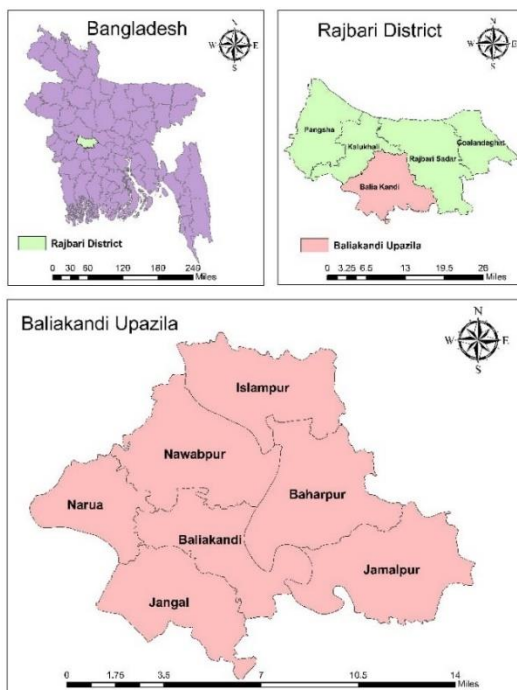 Bangladesh
N
W E
S
Rajbari District
0 30 60 120 180 240
Miles
Rajbari District
N
W E
S
Pangsha
Kalukhali
Rajbari Sadar
Goalandaghat
Balia Kandi
Baliakandi Upazila
0 3.25 6.5 13 19.5 26
Miles
Baliakandi Upazila
N
W E
S
Islampur
Nawabpur
Narua
Baharpur
Baliakandi
Jamalpur
Jangal
0 1.75 3.5 7 10.5 14
Miles